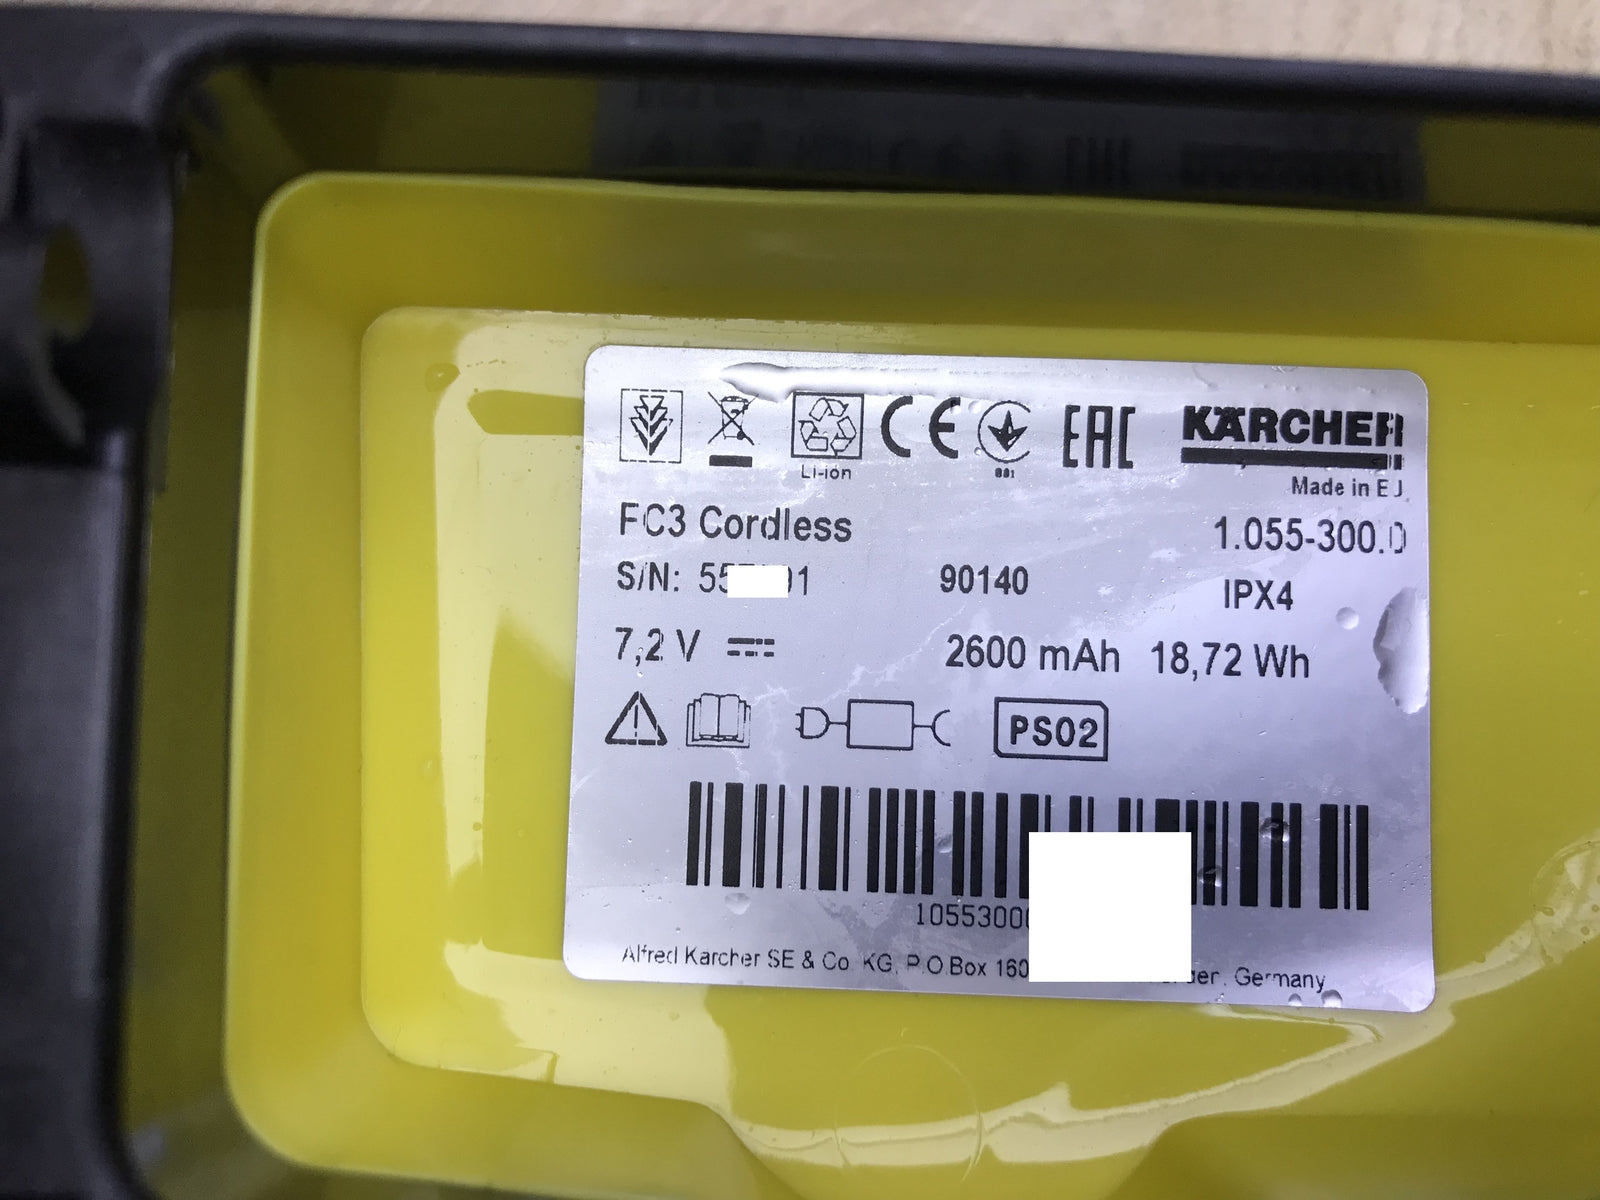 Li-ion
CE
001
EAC
KÄRCHER
Made in EU
FC3 Cordless
1.055-300.0
S/N:
90140
IPX4
7,2 V
2600 mAh
18,72 Wh
PS02
Alfred Karcher SE & Co. KG, P.O.Box
Germany